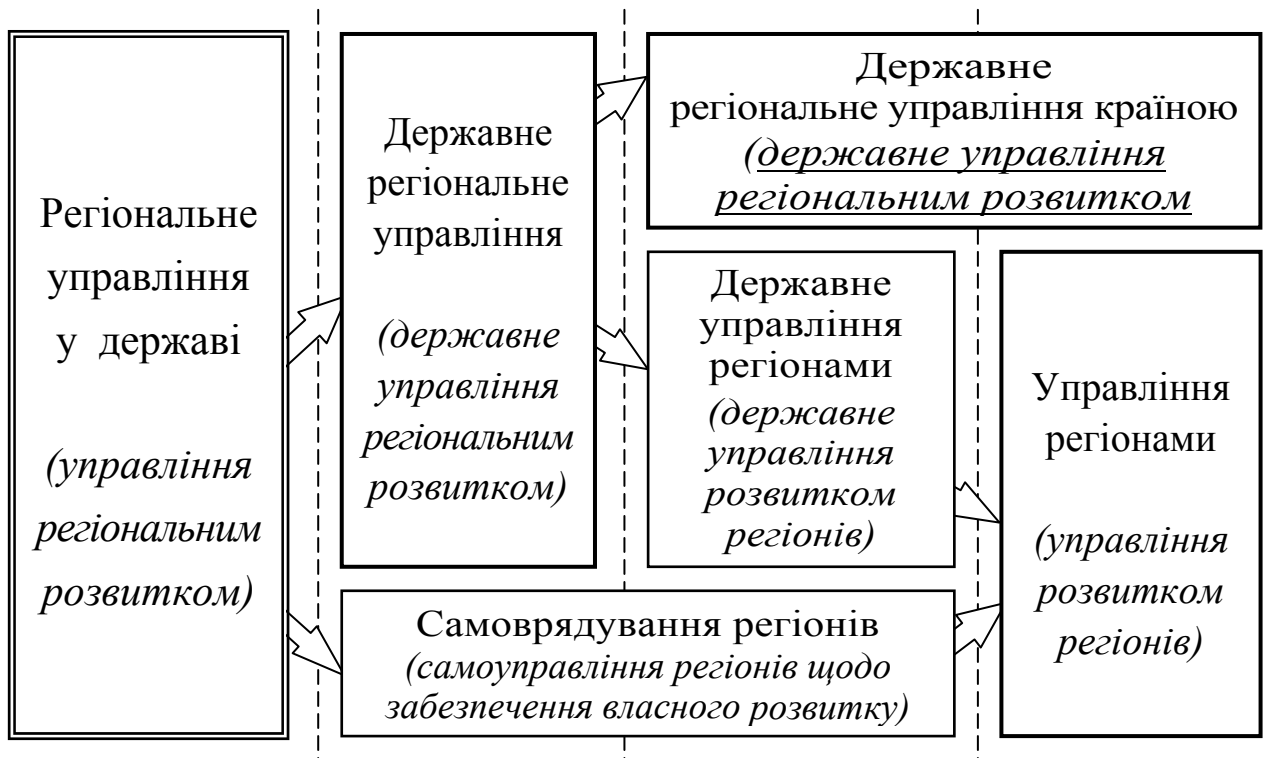 Регіональне
управління
у державі
(управління
регіональним
розвитком)
Державне
регіональне
управління
(державне
управління
регіональним
розвитком)
Державне
регіональне управління країною
(державне управління
регіональним розвитком
Державне
управління
регіонами
(державне
управління
розвитком
регіонів)
Самоврядування регіонів
(самоуправління регіонів щодо
забезпечення власного розвитку)
Управління
регіонами
(управління
розвитком
регіонів)